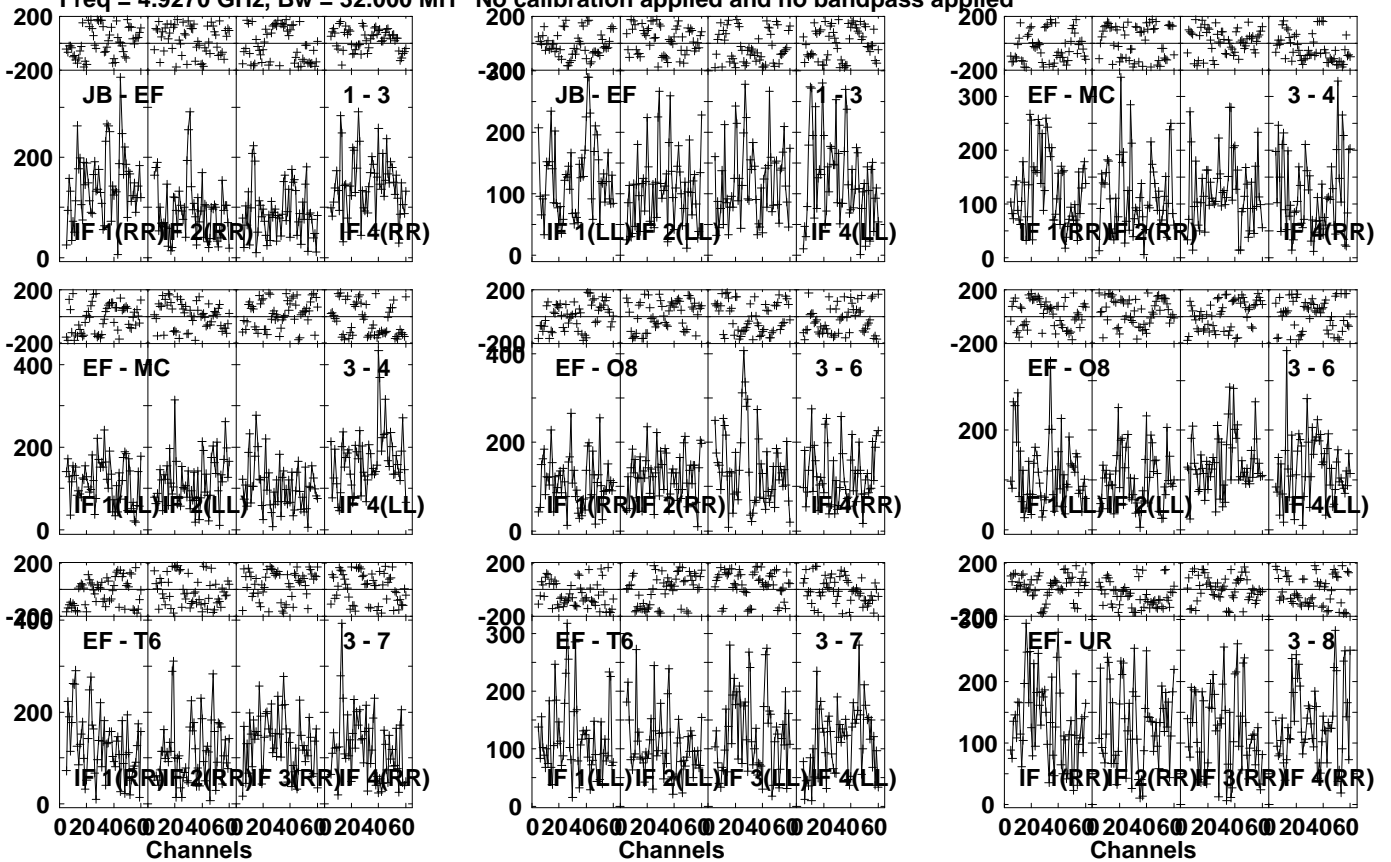 Freq = 4.9270 GHz, Bw = 32.000 MH No calibration applied and no bandpass applied
200
-200
JB - EF
1 - 3
200
0
IF 1(RR)
IF 2(RR)
IF 4(RR)
200
-200
300
JB - EF
1 - 3
200
100
0
IF 1(LL)
IF 2(LL)
IF 4(LL)
200
-200
300
EF - MC
3 - 4
200
100
0
IF 1(RR)
IF 2(RR)
IF 4(RR)
200
-200
400
EF - MC
3 - 4
200
0
IF 1(LL)
IF 2(LL)
IF 4(LL)
200
-200
400
EF - O8
3 - 6
200
0
IF 1(RR)
IF 2(RR)
IF 4(RR)
200
-200
EF - O8
3 - 6
200
0
IF 1(LL)
IF 2(LL)
IF 4(LL)
200
-200
400
EF - T6
3 - 7
200
0
IF 1(RR)
IF 2(RR)
IF 3(RR)
IF 4(RR)
0 20 40 60 0 20 40 60 0 20 40 60 0 20 40 60
Channels
200
-200
300
EF - T6
3 - 7
200
100
0
IF 1(LL)
IF 2(LL)
IF 3(LL)
IF 4(LL)
0 20 40 60 0 20 40 60 0 20 40 60 0 20 40 60
Channels
200
-200
300
EF - UR
3 - 8
200
100
0
IF 1(RR)
IF 2(RR)
IF 3(RR)
IF 4(RR)
0 20 40 60 0 20 40 60 0 20 40 60 0 20 40 60
Channels